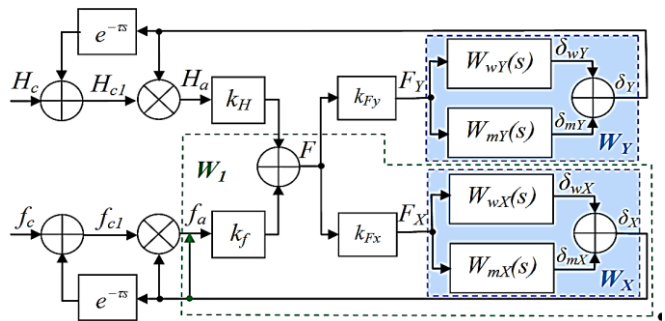 e^{-τs}
H_c
H_{c1}
H_a
k_H
k_{Fy}
F_Y
W_{wY}(s)
δ_{wY}
δ_Y
W_{mY}(s)
δ_{mY}
W_Y
W_1
F
f_c
f_{c1}
f_a
k_f
k_{Fx}
F_X
W_{wX}(s)
δ_{wX}
δ_X
W_{mX}(s)
δ_{mX}
W_X
e^{-τs}